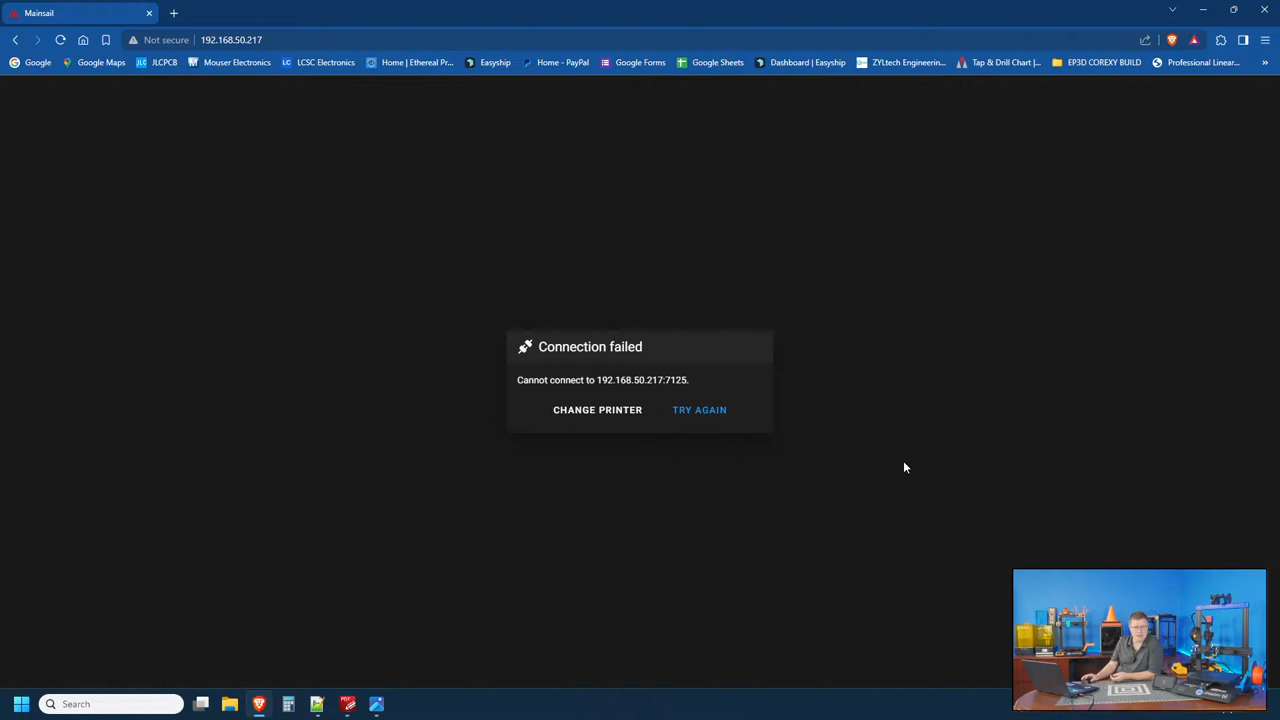 Mainsail
Not secure
192.168.50.217
Google
Google Maps
JLC
JLCPCB
Mouser Electronics
LC
LCSC Electronics
Home | Ethereal Pr...
Easyship
Home - PayPal
Google Forms
Google Sheets
Dashboard | Easyship
ZYLtech Engineerin...
Tap & Drill Chart |...
EP3D COREXY BUILD
Professional Linear...
Connection failed
Cannot connect to 192.168.50.217:7125.
CHANGE PRINTER
TRY AGAIN
Search